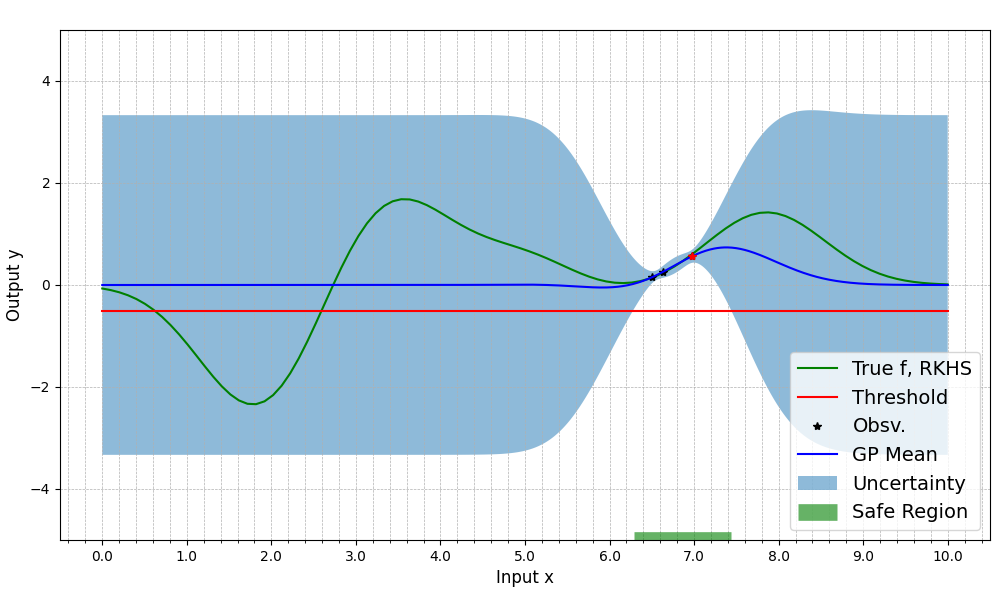 Output y
4
2
0
−2
−4
True f, RKHS
Threshold
Obsv.
GP Mean
Uncertainty
Safe Region
0.0 1.0 2.0 3.0 4.0 5.0 6.0 7.0 8.0 9.0 10.0
Input x